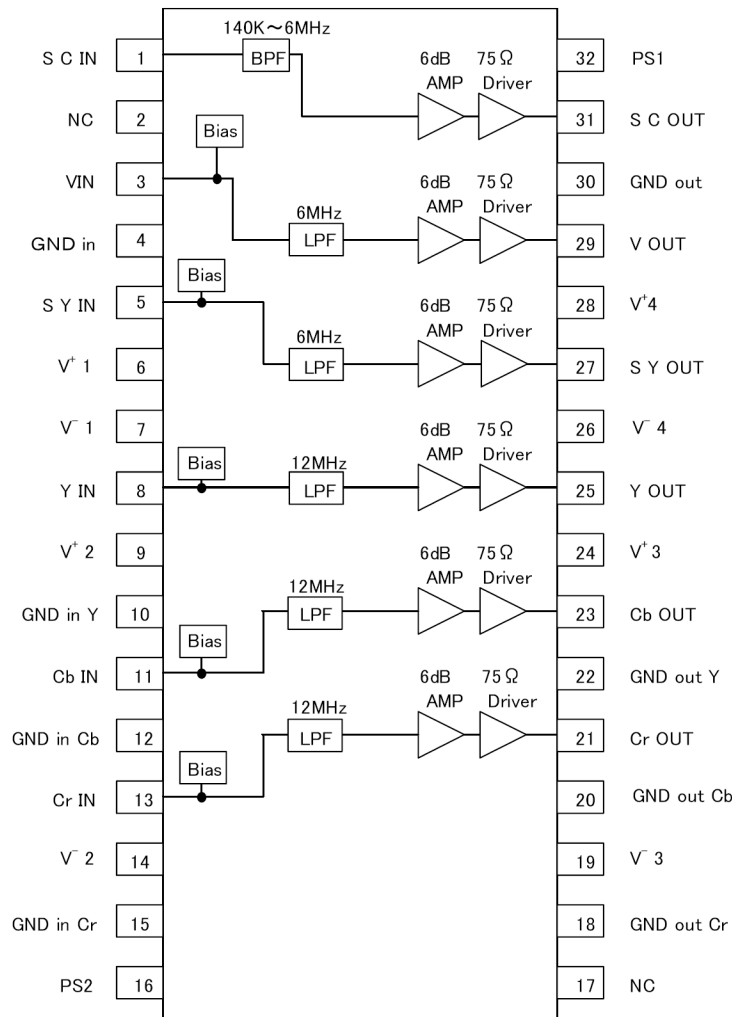 140K～6MHz
S C IN 1 BPF 6dB AMP 75Ω Driver 32 PS1
NC 2 Bias 31 S C OUT
VIN 3 6dB AMP 75Ω Driver 30 GND out
GND in 4 6MHz LPF 29 V OUT
S Y IN 5 Bias 6dB AMP 75Ω Driver 28 V⁺4
V⁺ 1 6 6MHz LPF 27 S Y OUT
V⁻ 1 7 6dB AMP 75Ω Driver 26 V⁻ 4
Y IN 8 Bias 12MHz LPF 25 Y OUT
V⁺ 2 9 6dB AMP 75Ω Driver 24 V⁺ 3
GND in Y 10 12MHz LPF 23 Cb OUT
Cb IN 11 Bias 6dB AMP 75Ω Driver 22 GND out Y
GND in Cb 12 12MHz LPF 21 Cr OUT
Cr IN 13 Bias 20 GND out Cb
V⁻ 2 14 19 V⁻ 3
GND in Cr 15 18 GND out Cr
PS2 16 17 NC